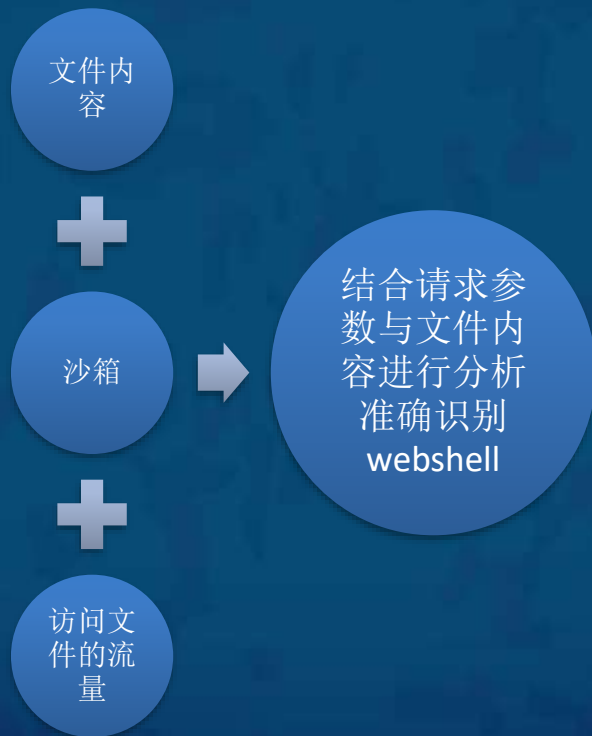 文件内
容
沙箱
访问文
件的流
量
结合请求参
数与文件内
容进行分析
准确识别
webshell